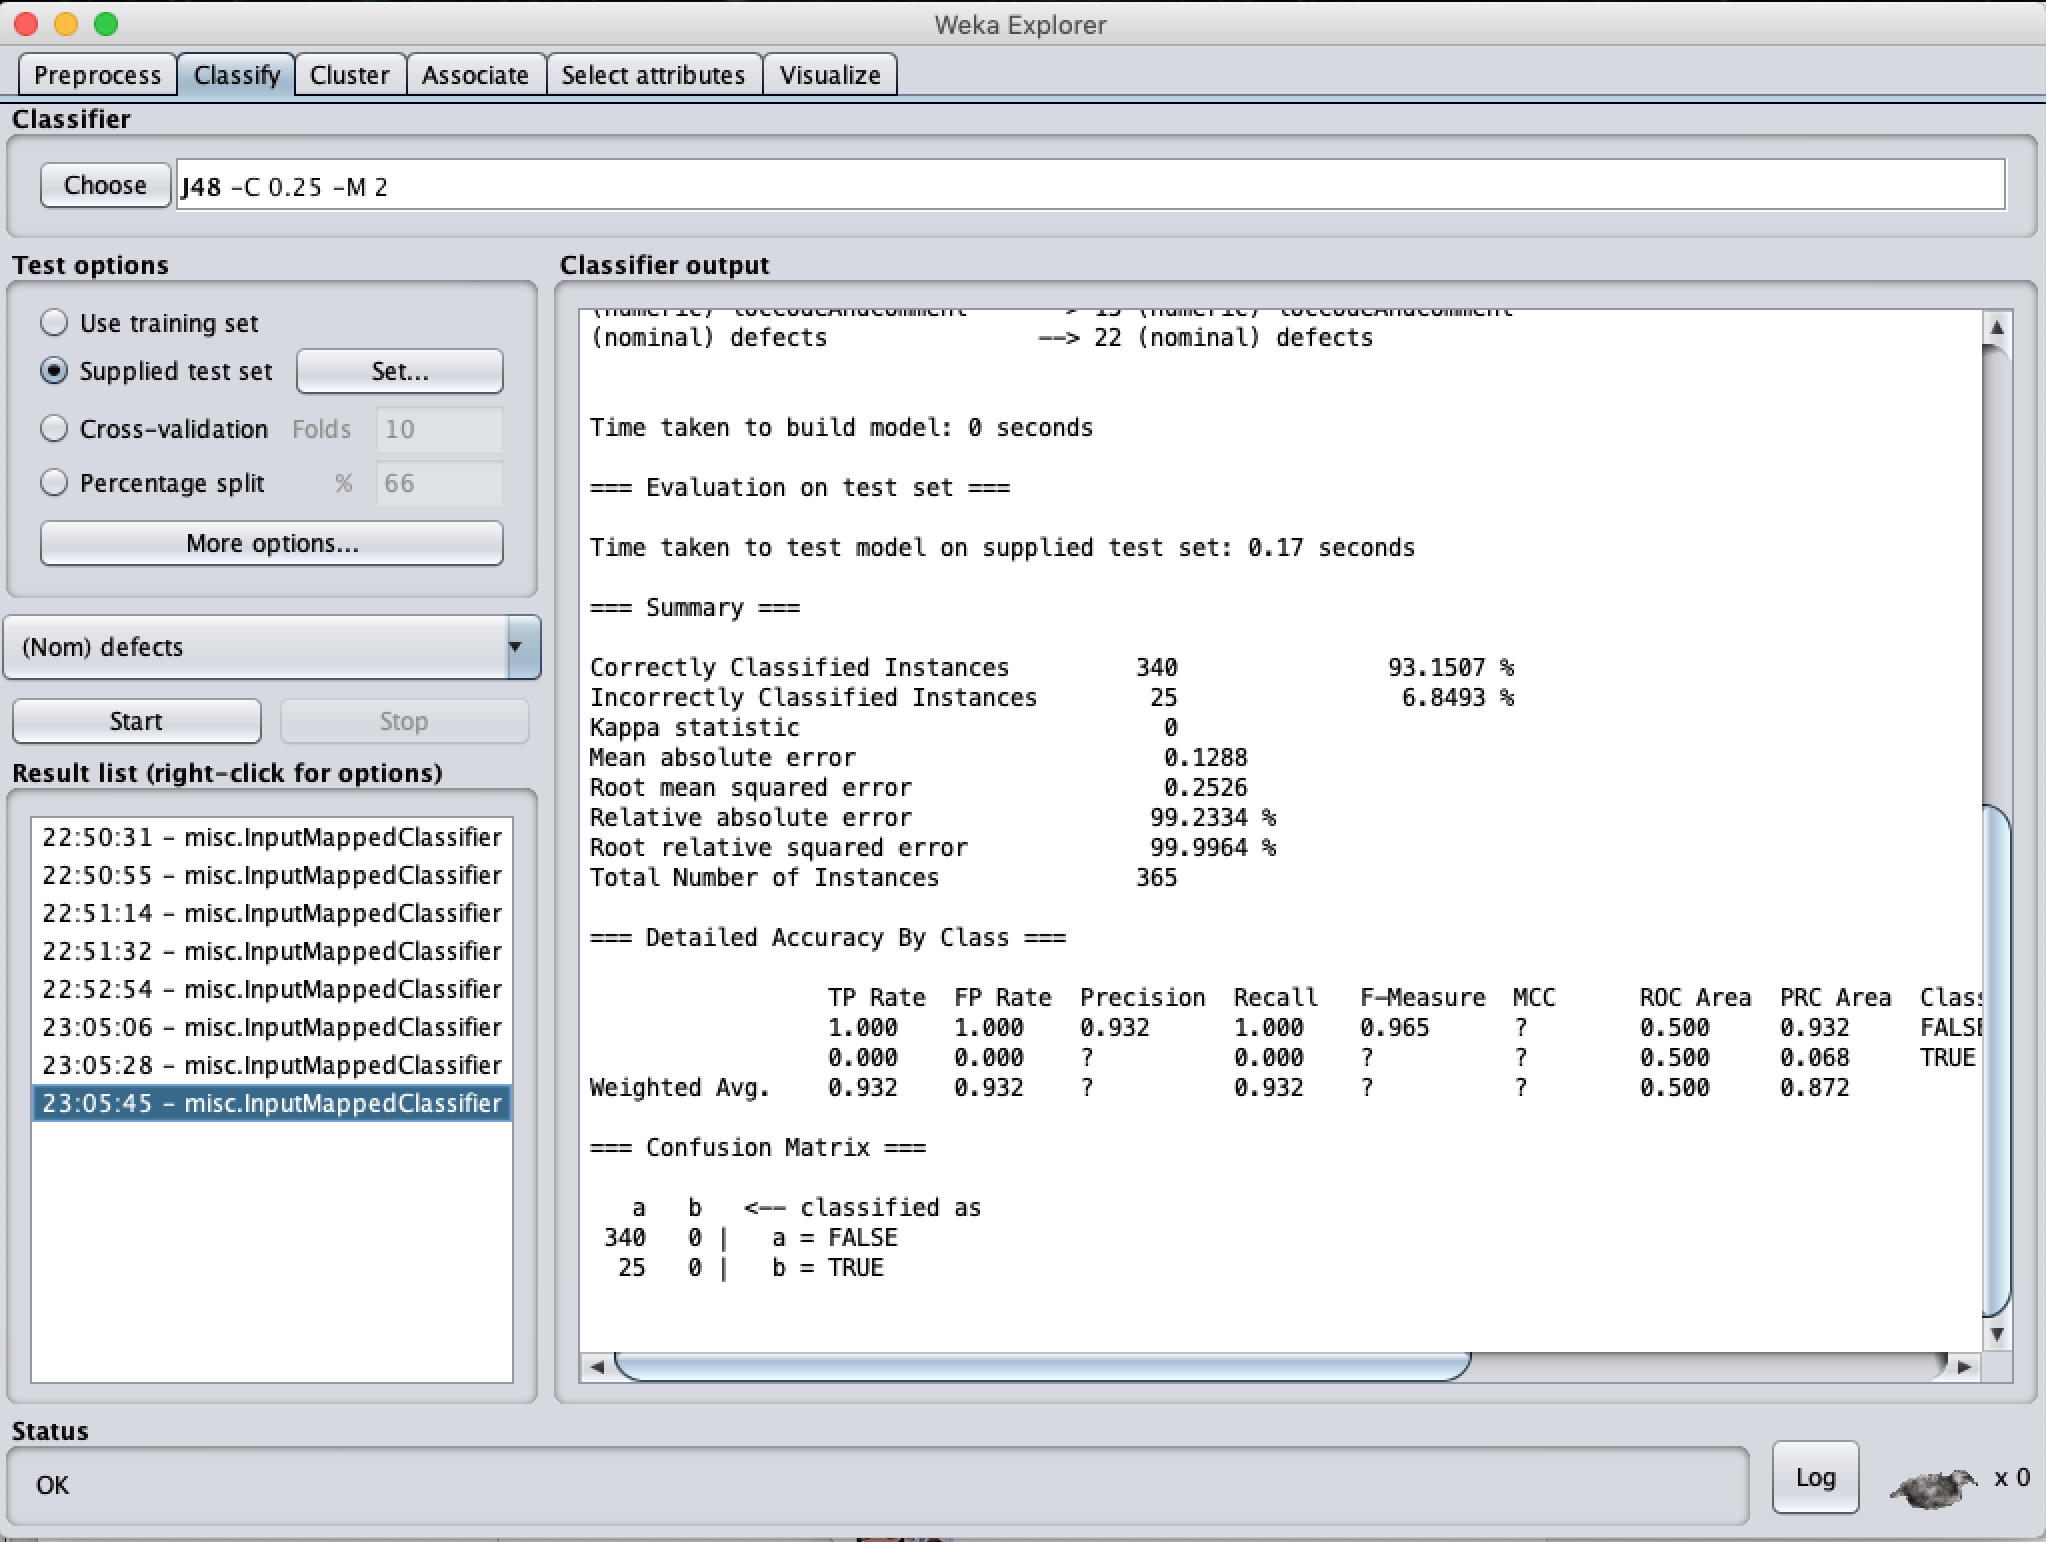 Weka Explorer
Preprocess Classify Cluster Associate Select attributes Visualize
Classifier
Choose J48 -C 0.25 -M 2
Test options
Use training set
Supplied test set Set...
Cross-validation Folds 10
Percentage split % 66
More options...
(Nom) defects
Start Stop
Result list (right-click for options)
22:50:31 - misc.InputMappedClassifier
22:50:55 - misc.InputMappedClassifier
22:51:14 - misc.InputMappedClassifier
22:51:32 - misc.InputMappedClassifier
22:52:54 - misc.InputMappedClassifier
23:05:06 - misc.InputMappedClassifier
23:05:28 - misc.InputMappedClassifier
23:05:45 - misc.InputMappedClassifier
Classifier output
(nominal) defects --> 22 (nominal) defects
Time taken to build model: 0 seconds
=== Evaluation on test set ===
Time taken to test model on supplied test set: 0.17 seconds
=== Summary ===
Correctly Classified Instances 340 93.1507 %
Incorrectly Classified Instances 25 6.8493 %
Kappa statistic 0
Mean absolute error 0.1288
Root mean squared error 0.2526
Relative absolute error 99.2334 %
Root relative squared error 99.9964 %
Total Number of Instances 365
=== Detailed Accuracy By Class ===
TP Rate FP Rate Precision Recall F-Measure MCC ROC Area PRC Area Clas
1.000 1.000 0.932 1.000 0.965 ? 0.500 0.932 FALS
0.000 0.000 ? 0.000 ? ? 0.500 0.068 TRUE
Weighted Avg. 0.932 0.932 ? 0.932 ? ? 0.500 0.872
=== Confusion Matrix ===
a b <-- classified as
340 0 | a = FALSE
25 0 | b = TRUE
Status
OK
Log x 0